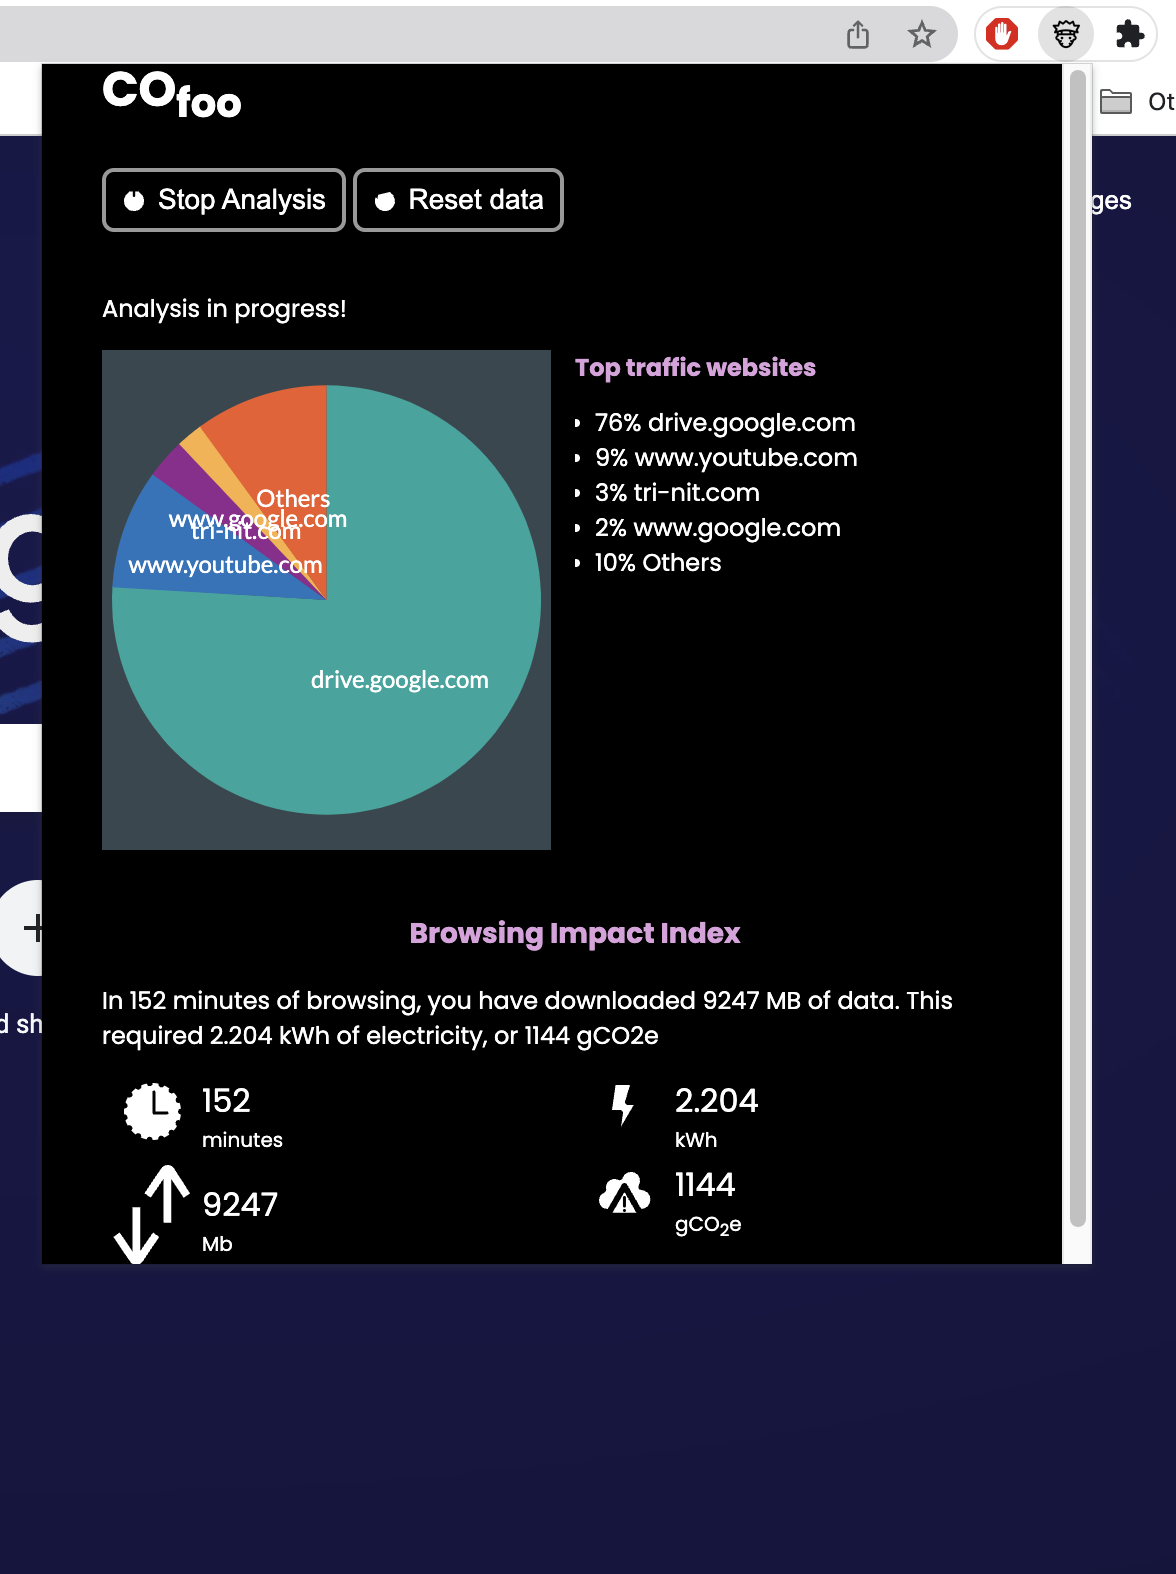 Ot
COfoo
Stop Analysis
Reset data
ges
Analysis in progress!
Others
www.google.com
tri-nit.com
www.youtube.com
drive.google.com
Top traffic websites
76% drive.google.com
9% www.youtube.com
3% tri-nit.com
2% www.google.com
10% Others
Browsing Impact Index
In 152 minutes of browsing, you have downloaded 9247 MB of data. This
required 2.204 kWh of electricity, or 1144 gCO2e
d sh
152
minutes
2.204
kWh
9247
Mb
1144
gCO₂e